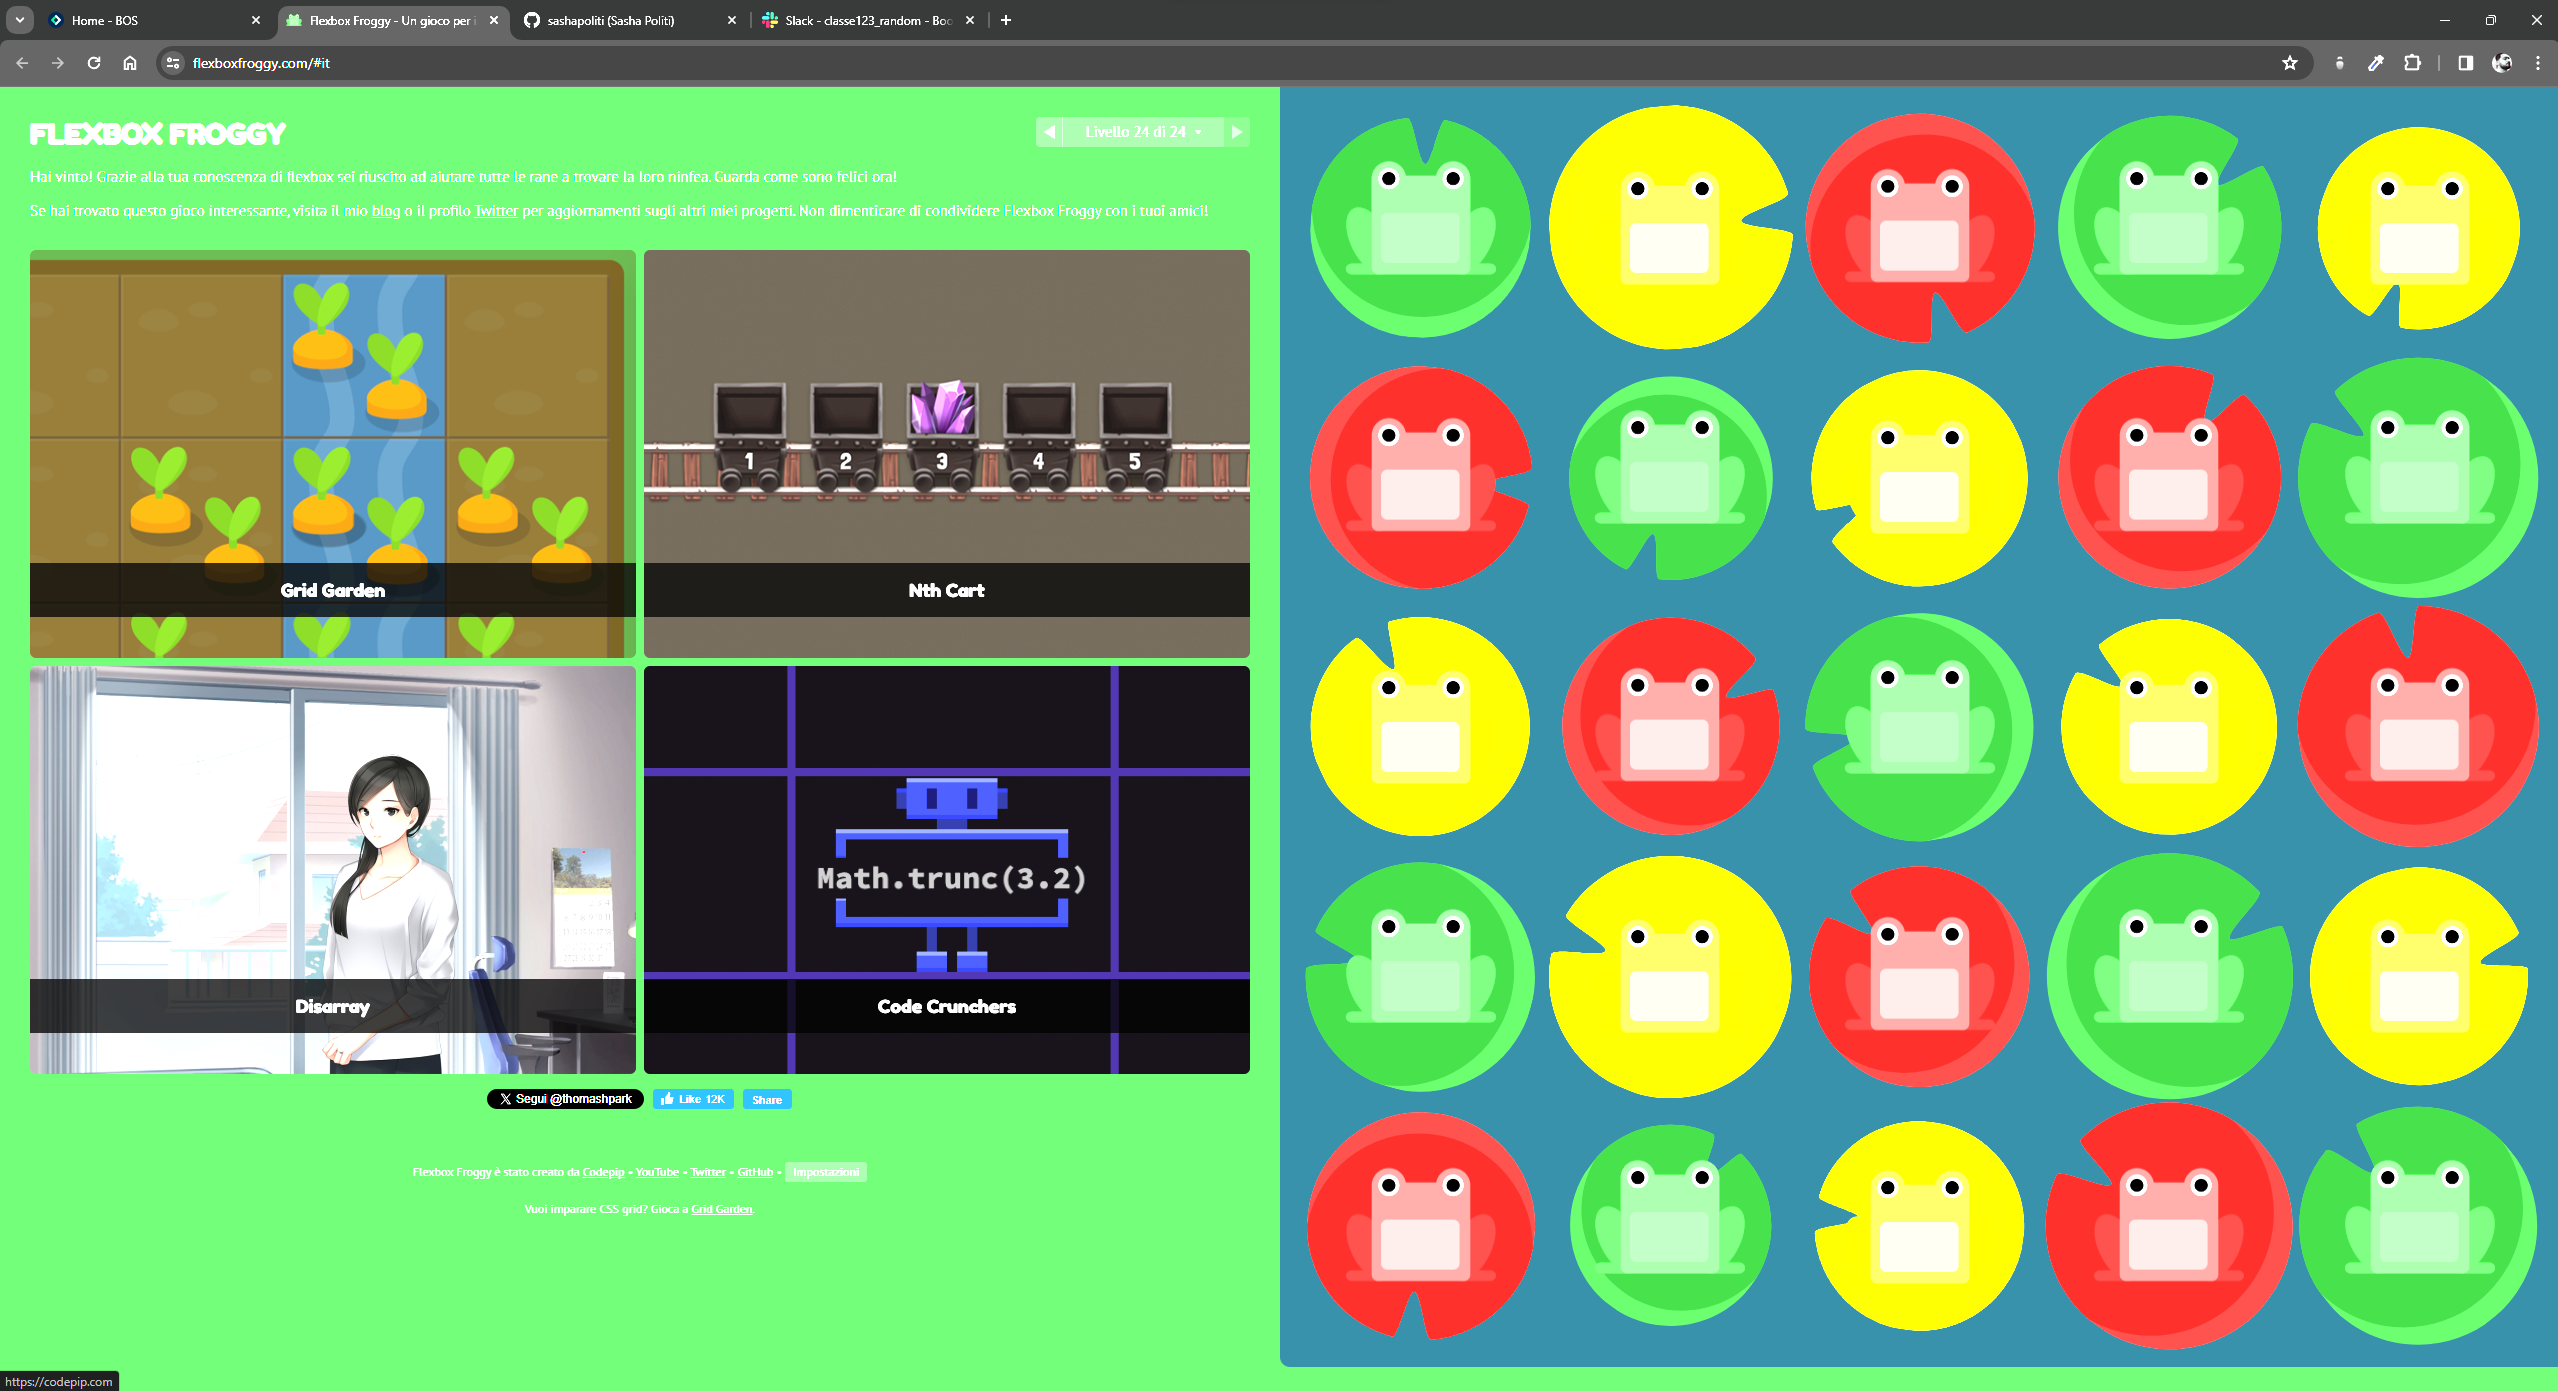 Home - BOS
Flexbox Froggy - Un gioco per i
sashapoliti (Sasha Politi)
Slack - classe123_random - Boo
flexboxfroggy.com/#it
FLEXBOX FROGGY
Livello 24 di 24
Hai vinto! Grazie alla tua conoscenza di flexbox sei riuscito ad aiutare tutte le rane a trovare la loro ninfea. Guarda come sono felici ora!
Se hai trovato questo gioco interessante, visita il mio blog o il profilo Twitter per aggiornamenti sugli altri miei progetti. Non dimenticare di condividere Flexbox Froggy con i tuoi amici!
1 2 3 4 5
Grid Garden
Nth Cart
Math.trunc(3.2)
Disarray
Code Crunchers
X Segui @thomashpark
Like 12K
Share
Flexbox Froggy è stato creato da Codepip • YouTube • Twitter • GitHub • Impostazioni
Vuoi imparare CSS grid? Gioca a Grid Garden.
https://codepip.com